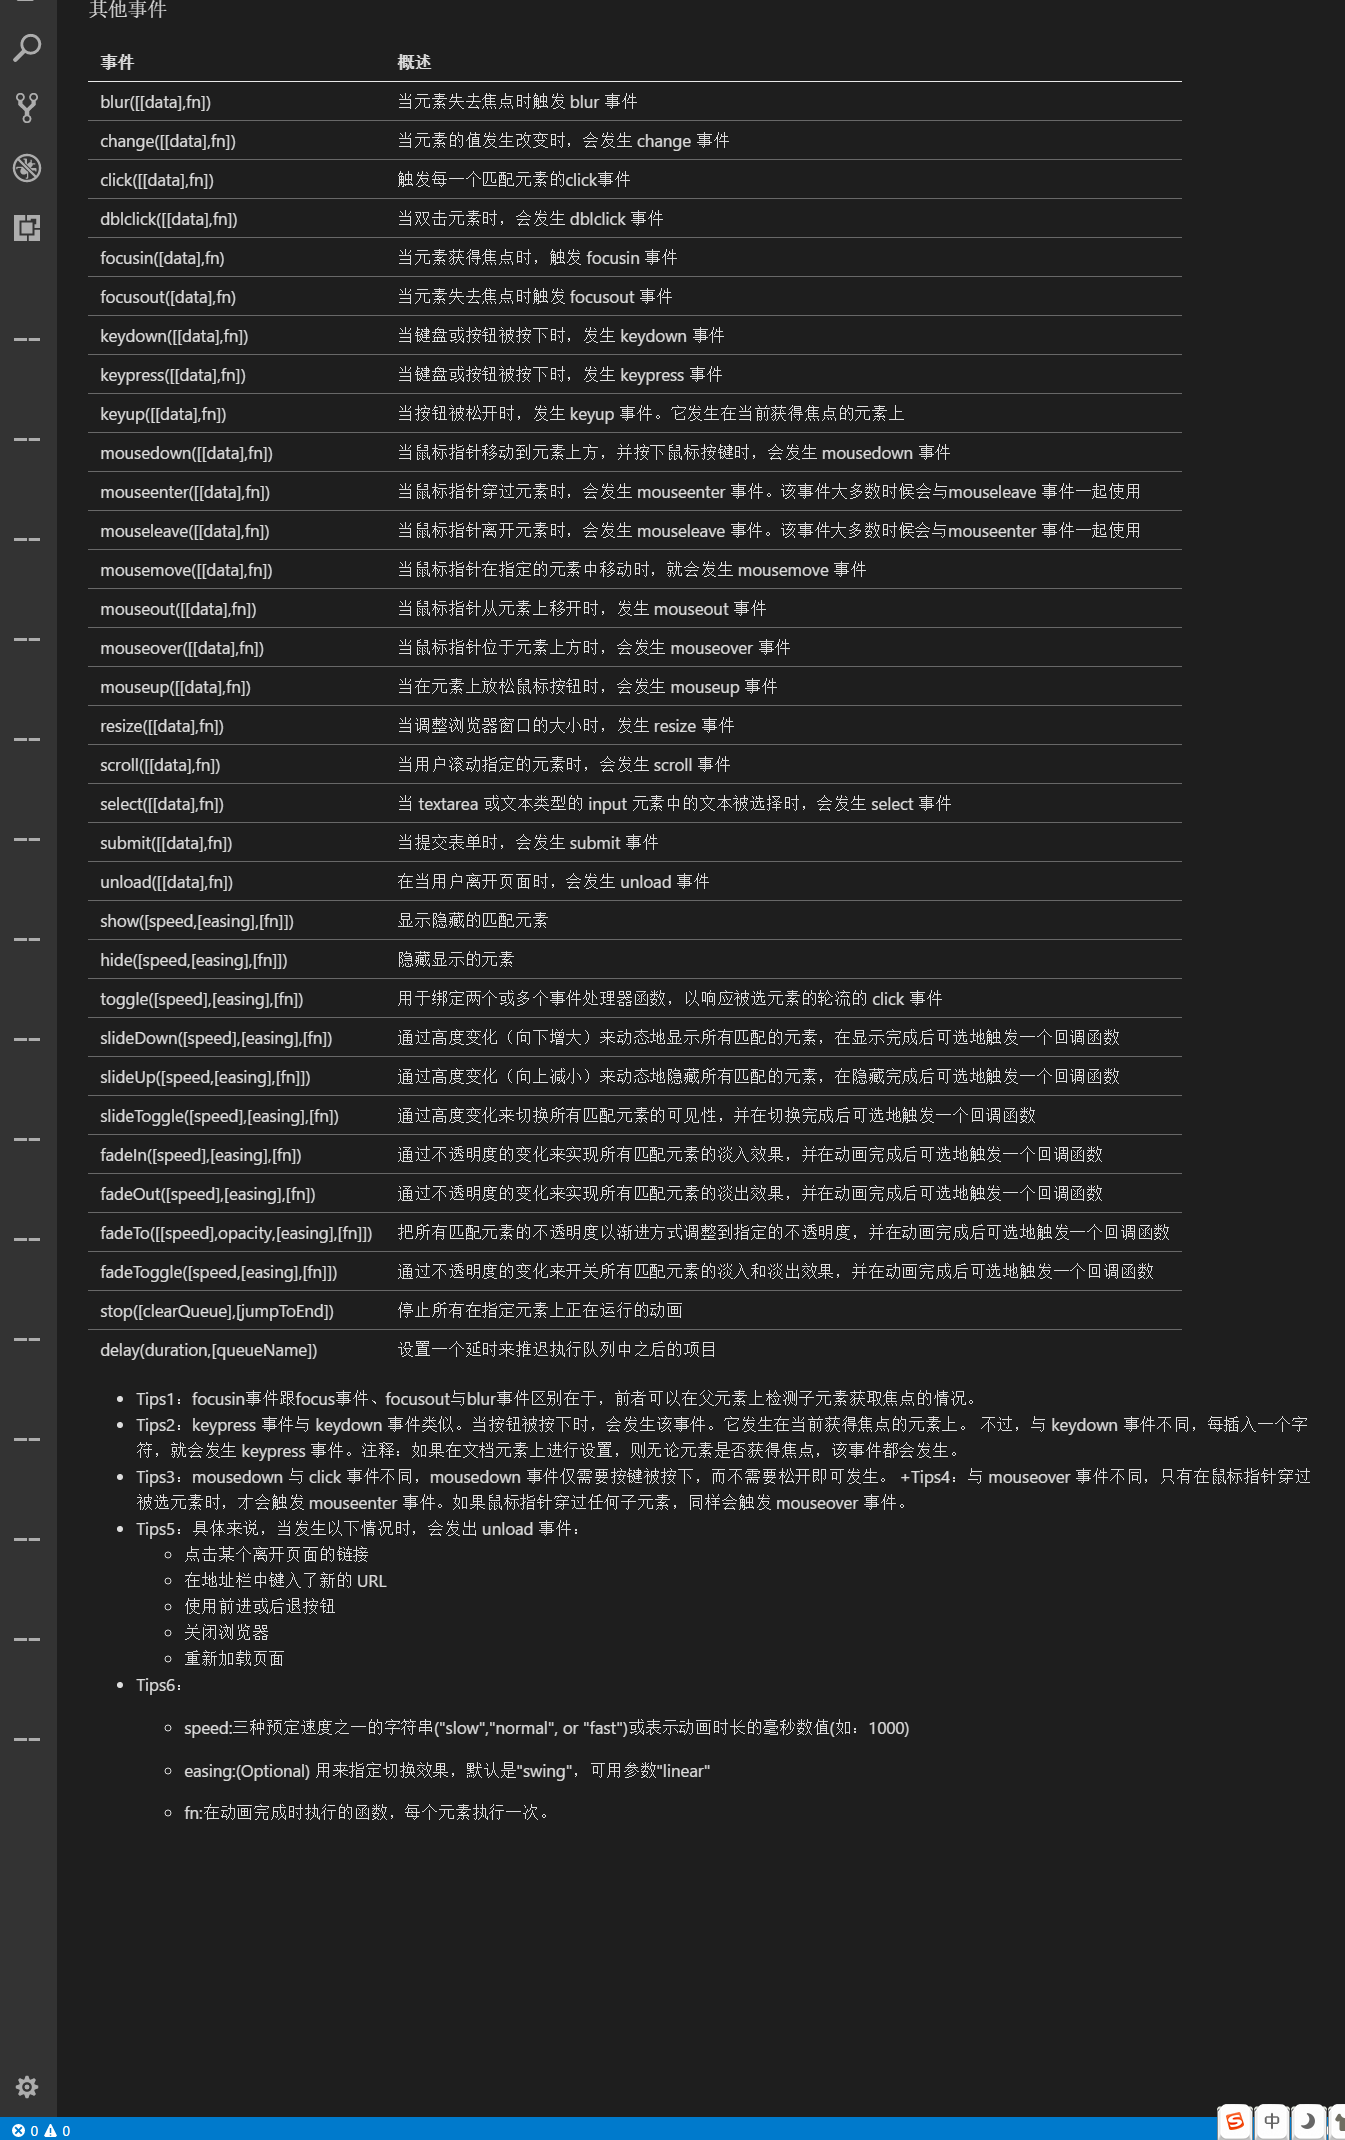 其他事件
事件 概述
blur([[data],fn]) 当元素失去焦点时触发 blur 事件
change([[data],fn]) 当元素的值发生改变时，会发生 change 事件
click([[data],fn]) 触发每一个匹配元素的click事件
dblclick([[data],fn]) 当双击元素时，会发生 dblclick 事件
focusin([data],fn) 当元素获得焦点时，触发 focusin 事件
focusout([data],fn) 当元素失去焦点时触发 focusout 事件
keydown([[data],fn]) 当键盘或按钮被按下时，发生 keydown 事件
keypress([[data],fn]) 当键盘或按钮被按下时，发生 keypress 事件
keyup([[data],fn]) 当按钮被松开时，发生 keyup 事件。它发生在当前获得焦点的元素上
mousedown([[data],fn]) 当鼠标指针移动到元素上方，并按下鼠标按键时，会发生 mousedown 事件
mouseenter([[data],fn]) 当鼠标指针穿过元素时，会发生 mouseenter 事件。该事件大多数时候会与mouseleave 事件一起使用
mouseleave([[data],fn]) 当鼠标指针离开元素时，会发生 mouseleave 事件。该事件大多数时候会与mouseenter 事件一起使用
mousemove([[data],fn]) 当鼠标指针在指定的元素中移动时，就会发生 mousemove 事件
mouseout([[data],fn]) 当鼠标指针从元素上移开时，发生 mouseout 事件
mouseover([[data],fn]) 当鼠标指针位于元素上方时，会发生 mouseover 事件
mouseup([[data],fn]) 当在元素上放松鼠标按钮时，会发生 mouseup 事件
resize([[data],fn]) 当调整浏览器窗口的大小时，发生 resize 事件
scroll([[data],fn]) 当用户滚动指定的元素时，会发生 scroll 事件
select([[data],fn]) 当 textarea 或文本类型的 input 元素中的文本被选择时，会发生 select 事件
submit([[data],fn]) 当提交表单时，会发生 submit 事件
unload([[data],fn]) 在当用户离开页面时，会发生 unload 事件
show([speed,[easing],[fn]]) 显示隐藏的匹配元素
hide([speed,[easing],[fn]]) 隐藏显示的元素
toggle([speed],[easing],[fn]) 用于绑定两个或多个事件处理器函数，以响应被选元素的轮流的 click 事件
slideDown([speed],[easing],[fn]) 通过高度变化（向下增大）来动态地显示所有匹配的元素，在显示完成后可选地触发一个回调函数
slideUp([speed,[easing],[fn]]) 通过高度变化（向上减小）来动态地隐藏所有匹配的元素，在隐藏完成后可选地触发一个回调函数
slideToggle([speed],[easing],[fn]) 通过高度变化来切换所有匹配元素的可见性，并在切换完成后可选地触发一个回调函数
fadeIn([speed],[easing],[fn]) 通过不透明度的变化来实现所有匹配元素的淡入效果，并在动画完成后可选地触发一个回调函数
fadeOut([speed],[easing],[fn]) 通过不透明度的变化来实现所有匹配元素的淡出效果，并在动画完成后可选地触发一个回调函数
fadeTo([[speed],opacity,[easing],[fn]]) 把所有匹配元素的不透明度以渐进方式调整到指定的不透明度，并在动画完成后可选地触发一个回调函数
fadeToggle([speed,[easing],[fn]]) 通过不透明度的变化来开关所有匹配元素的淡入和淡出效果，并在动画完成后可选地触发一个回调函数
stop([clearQueue],[jumpToEnd]) 停止所有在指定元素上正在运行的动画
delay(duration,[queueName]) 设置一个延时来推迟执行队列中之后的项目
• Tips1：focusin事件跟focus事件、focusout与blur事件区别在于，前者可以在父元素上检测子元素获取焦点的情况。
• Tips2：keypress 事件与 keydown 事件类似。当按钮被按下时，会发生该事件。它发生在当前获得焦点的元素上。 不过，与 keydown 事件不同，每插入一个字
符，就会发生 keypress 事件。注释：如果在文档元素上进行设置，则无论元素是否获得焦点，该事件都会发生。
• Tips3：mousedown 与 click 事件不同，mousedown 事件仅需要按键被按下，而不需要松开即可发生。 +Tips4：与 mouseover 事件不同，只有在鼠标指针穿过
被选元素时，才会触发 mouseenter 事件。如果鼠标指针穿过任何子元素，同样会触发 mouseover 事件。
• Tips5：具体来说，当发生以下情况时，会发出 unload 事件：
◦ 点击某个离开页面的链接
◦ 在地址栏中键入了新的 URL
◦ 使用前进或后退按钮
◦ 关闭浏览器
◦ 重新加载页面
• Tips6：
◦ speed:三种预定速度之一的字符串("slow","normal", or "fast")或表示动画时长的毫秒数值(如：1000)
◦ easing:(Optional) 用来指定切换效果，默认是"swing"，可用参数"linear"
◦ fn:在动画完成时执行的函数，每个元素执行一次。
0 0 中